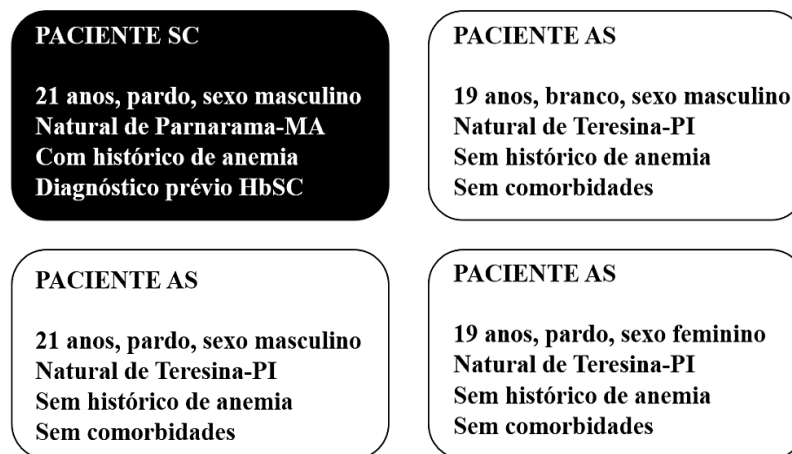 PACIENTE SC
21 anos, pardo, sexo masculino
Natural de Parnarama-MA
Com histórico de anemia
Diagnóstico prévio HbSC
PACIENTE AS
19 anos, branco, sexo masculino
Natural de Teresina-PI
Sem histórico de anemia
Sem comorbidades
PACIENTE AS
21 anos, pardo, sexo masculino
Natural de Teresina-PI
Sem histórico de anemia
Sem comorbidades
PACIENTE AS
19 anos, pardo, sexo feminino
Natural de Teresina-PI
Sem histórico de anemia
Sem comorbidades